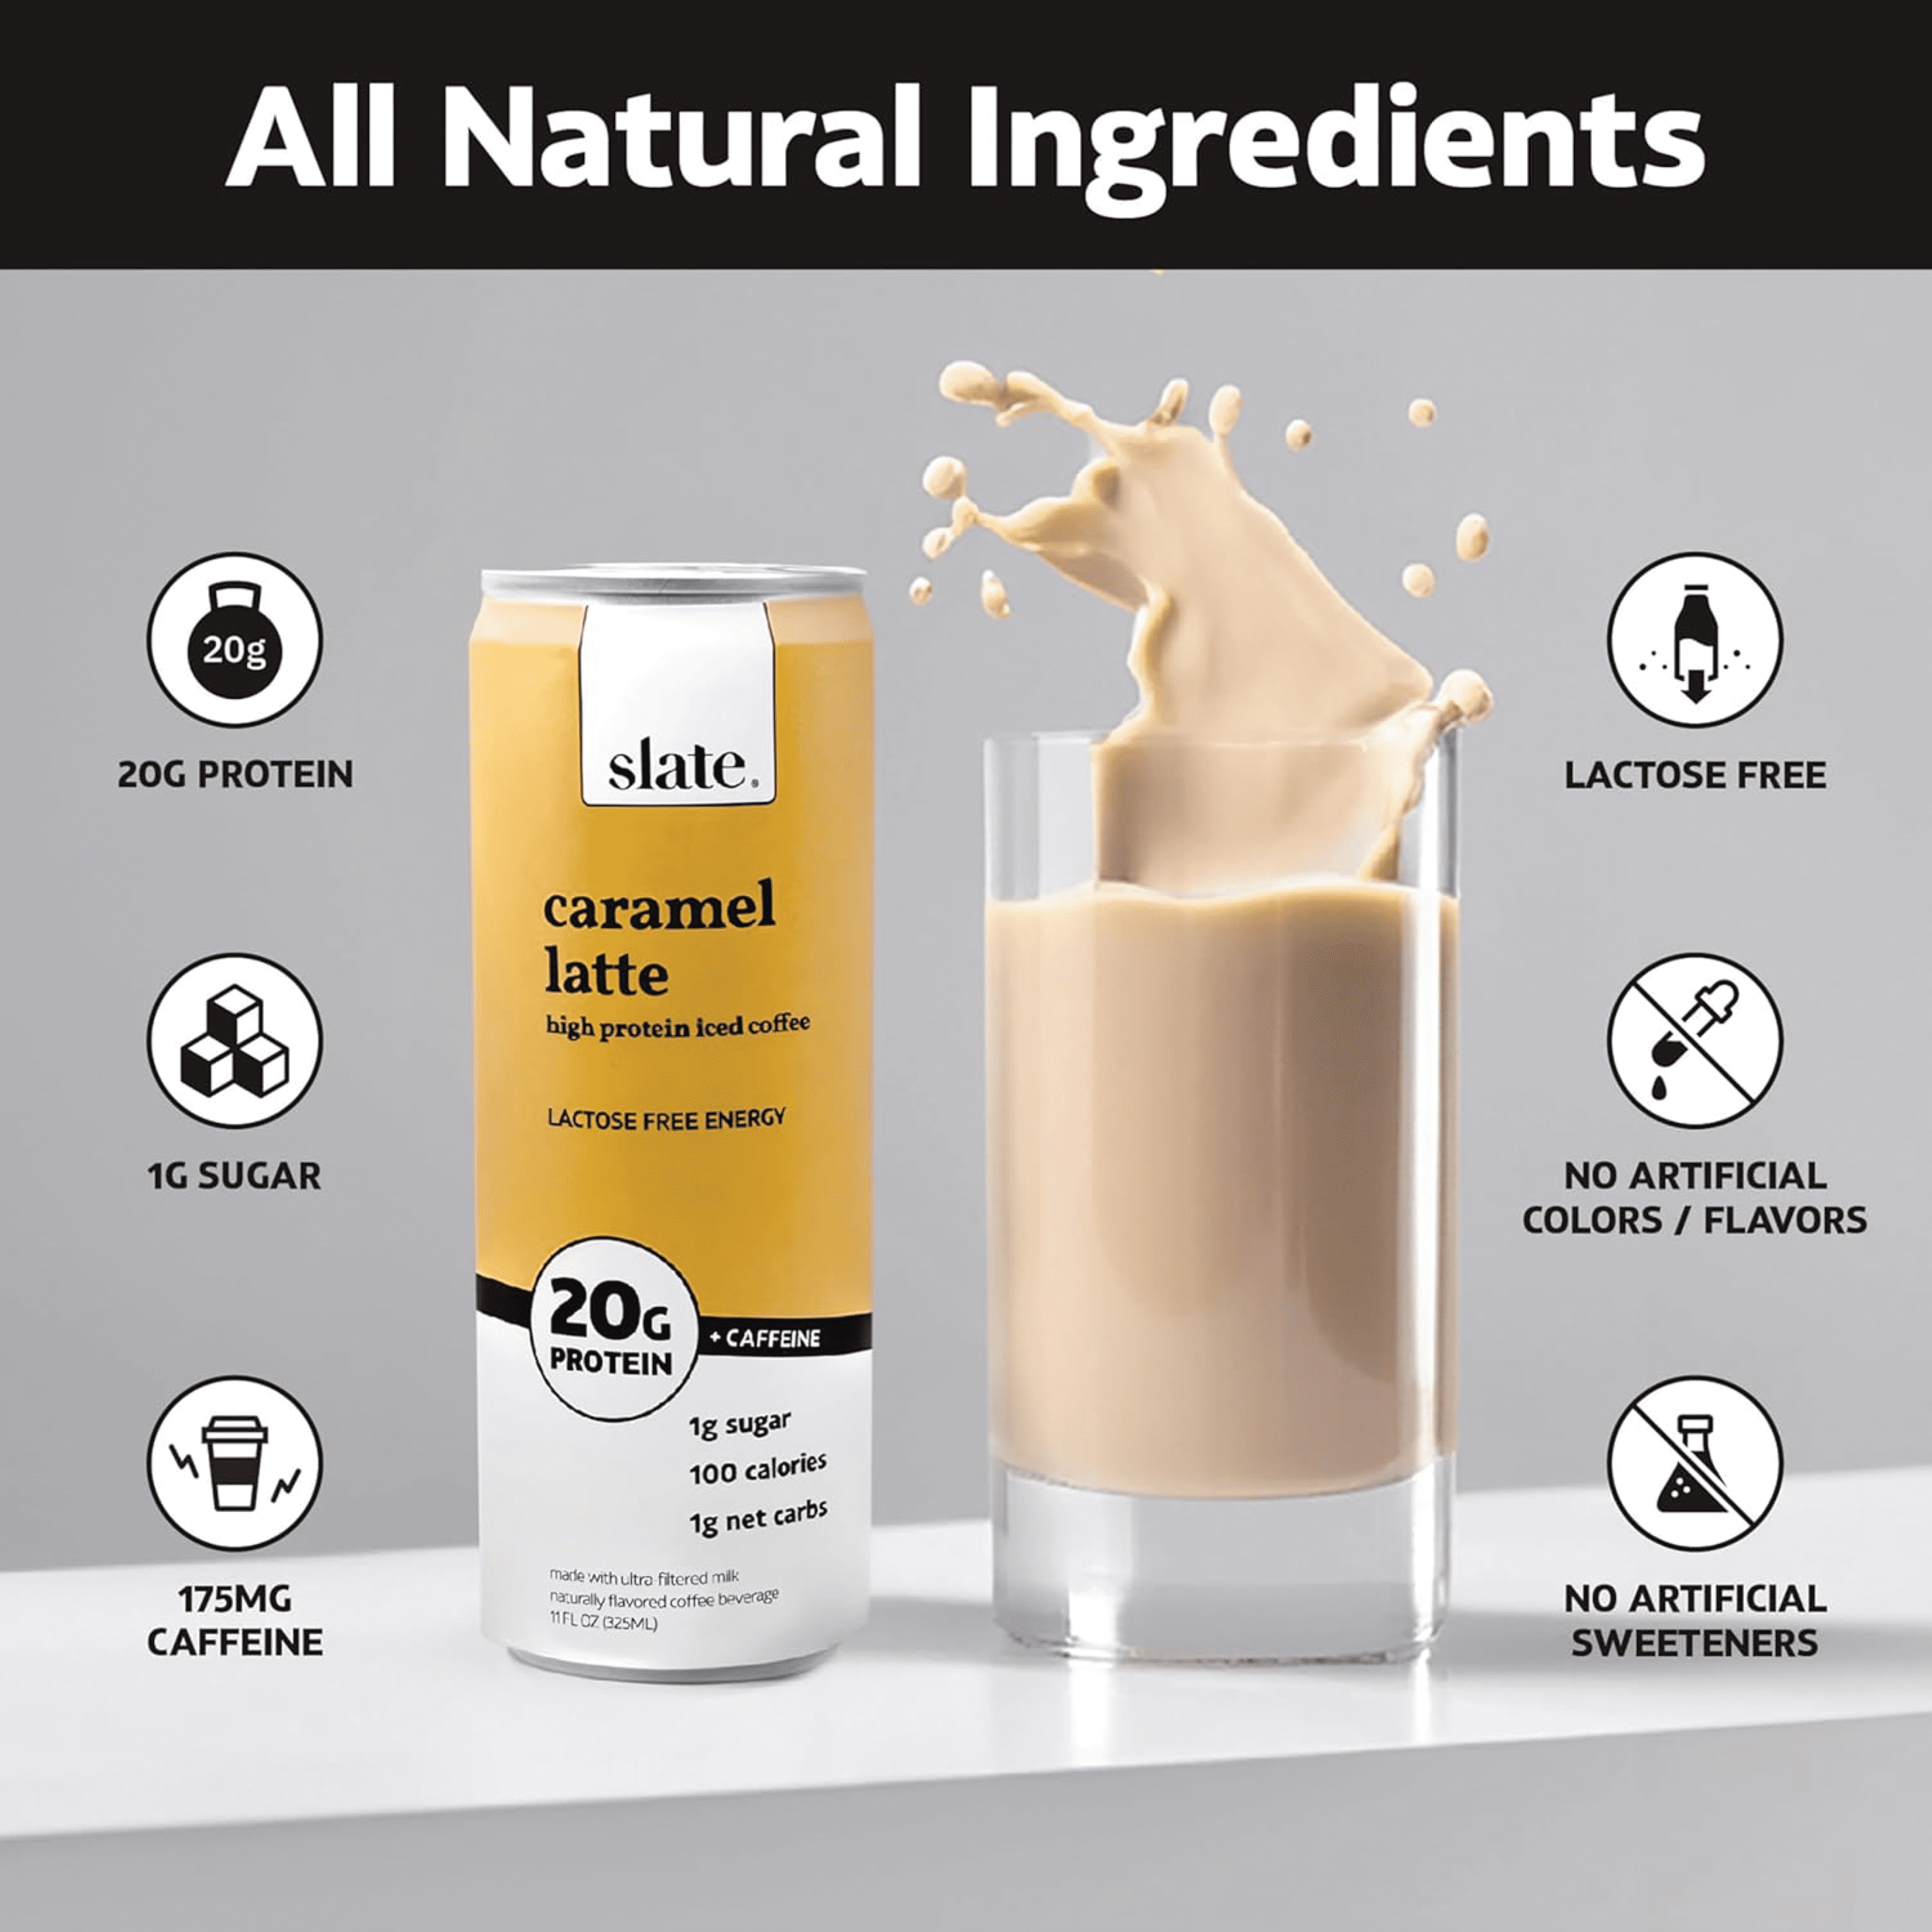 All Natural Ingredients
20g
20G PROTEIN
1G SUGAR
175MG
CAFFEINE
slate.®
caramel
latte
high protein iced coffee
LACTOSE FREE ENERGY
20G
PROTEIN
+ CAFFEINE
1g sugar
100 calories
1g net carbs
made with ultra-filtered milk
naturally flavored coffee beverage
11 FL OZ (325ML)
LACTOSE FREE
NO ARTIFICIAL
COLORS / FLAVORS
NO ARTIFICIAL
SWEETENERS